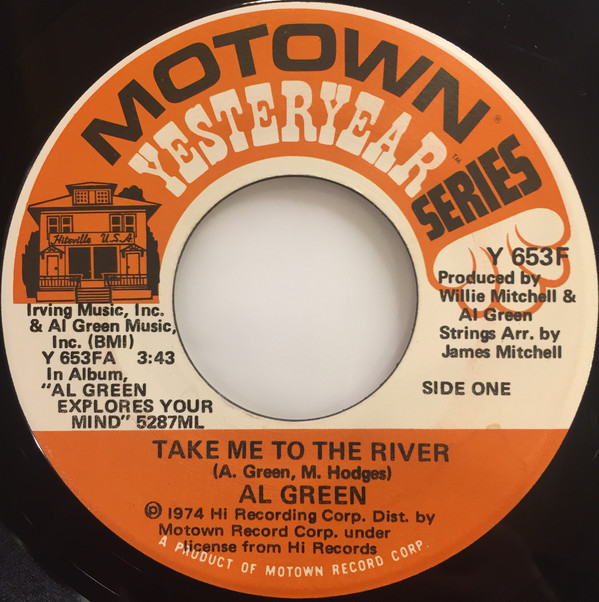 MOTOWN®
YESTERYEAR™
SERIES
Hitsville U.S.A.
Irving Music, Inc.
& Al Green Music,
Inc. (BMI)
Y 653FA 3:43
In Album,
"AL GREEN
EXPLORES YOUR
MIND" 5287ML
Y 653F
Produced by
Willie Mitchell &
Al Green
Strings Arr. by
James Mitchell
SIDE ONE
TAKE ME TO THE RIVER
(A. Green, M. Hodges)
AL GREEN
℗ 1974 Hi Recording Corp. Dist. by
Motown Record Corp. under
license from Hi Records
A PRODUCT OF MOTOWN RECORD CORP.